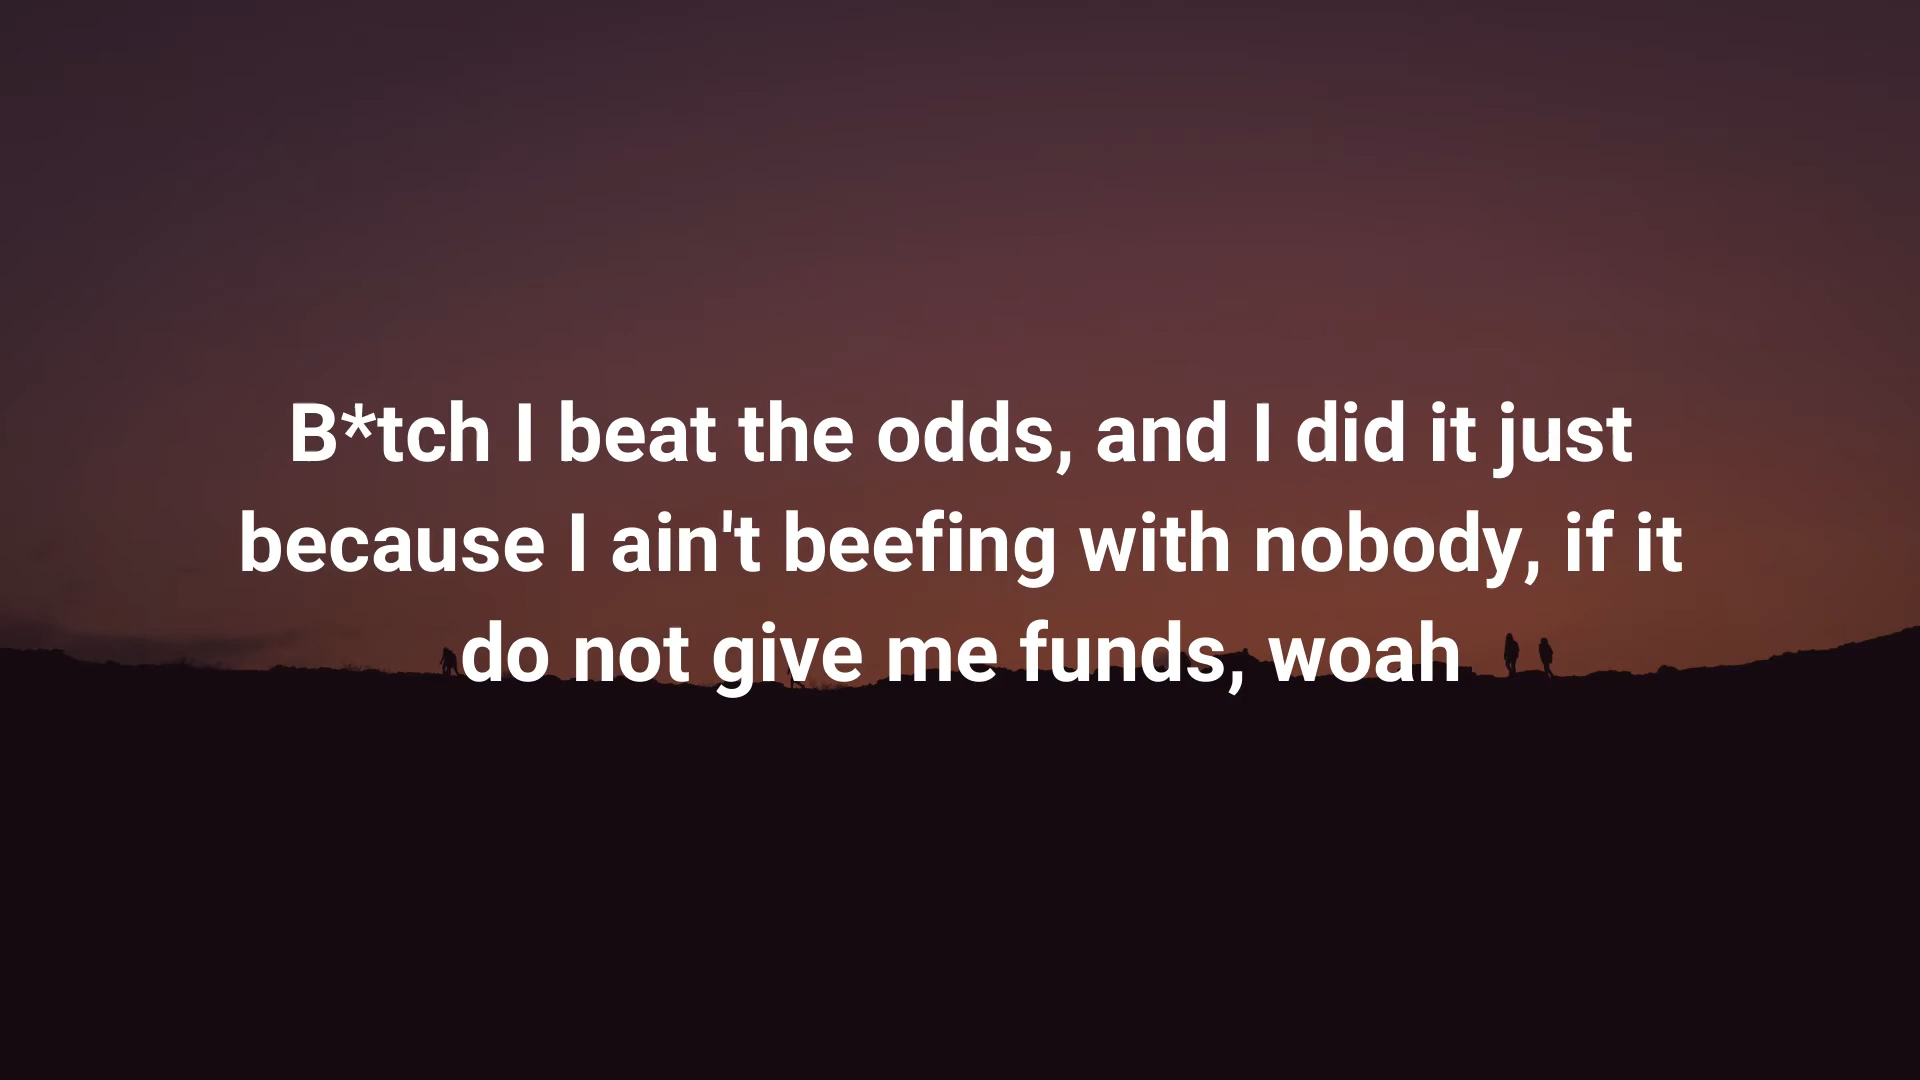 B*tch I beat the odds, and I did it just
because I ain't beefing with nobody, if it
do not give me funds, woah